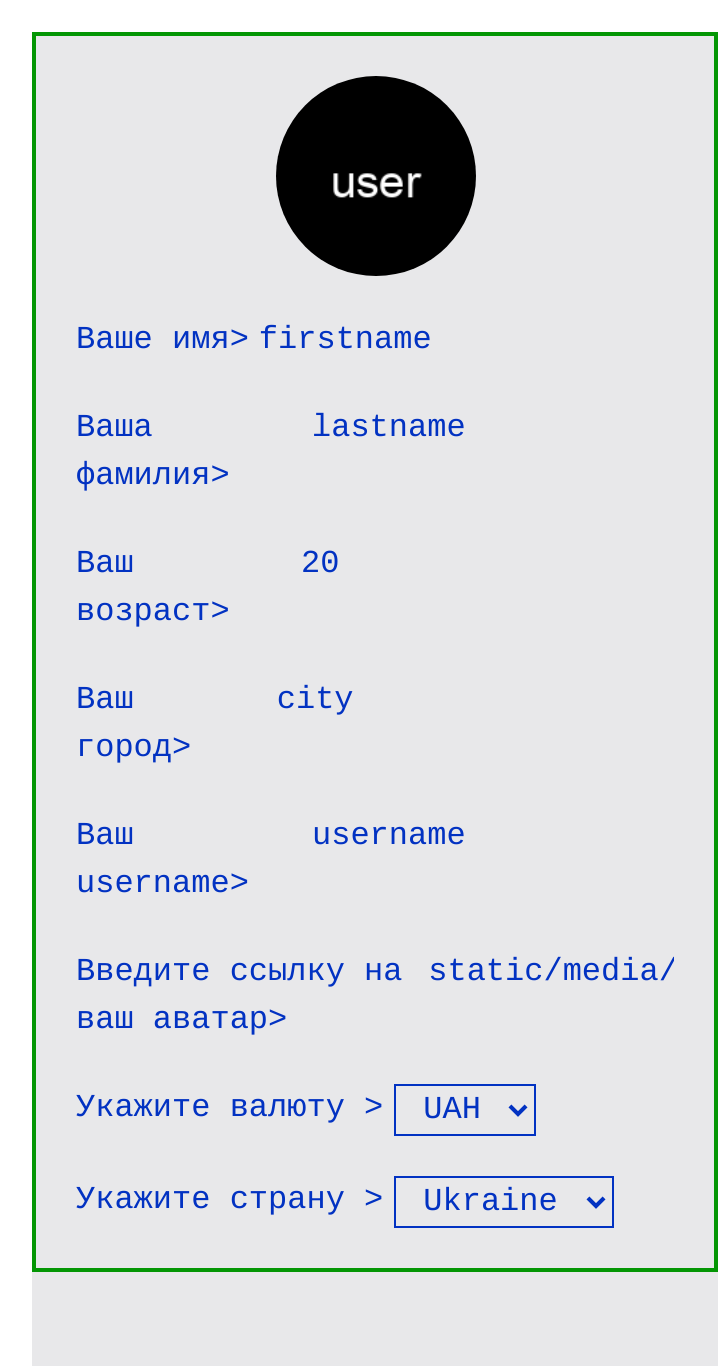 user
Ваше имя> firstname
Ваша lastname
фамилия>
Ваш 20
возраст>
Ваш city
город>
Ваш username
username>
Введите ссылку на static/media/
ваш аватар>
Укажите валюту > UAH
Укажите страну > Ukraine